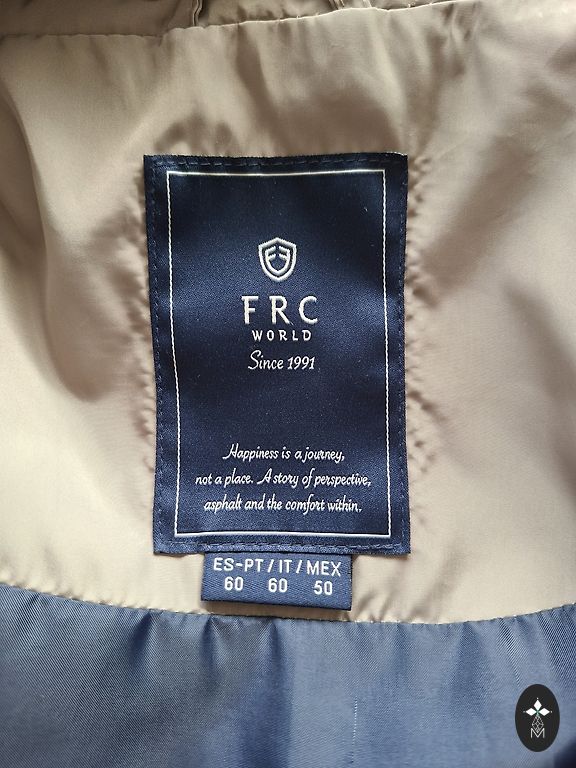 FRC
WORLD
Since 1991
Happiness is a journey,
not a place. A story of perspective,
asphalt and the comfort within.
ES-PT / IT / MEX
60 60 50
M